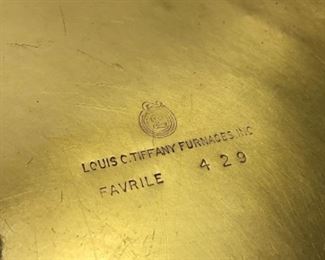 LOUIS C. TIFFANY FURNACES, INC
FAVRILE 429